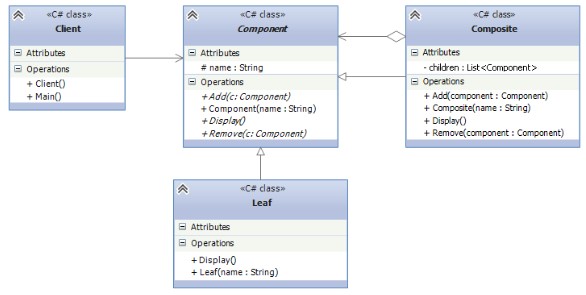 «C# class»
Client
Attributes
Operations
+ Client()
+ Main()
«C# class»
Component
Attributes
# name : String
Operations
+ Add(c: Component)
+ Component(name : String)
+ Display()
+ Remove(c: Component)
«C# class»
Composite
Attributes
- children : List<Component>
Operations
+ Add(component : Component)
+ Composite(name : String)
+ Display()
+ Remove(component : Component)
«C# class»
Leaf
Attributes
Operations
+ Display()
+ Leaf(name : String)